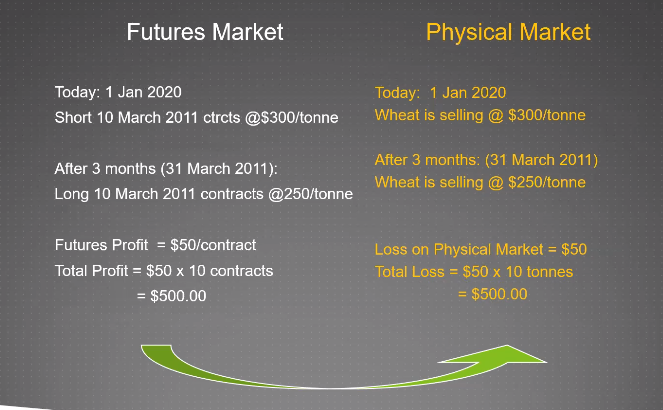 Futures Market
Today: 1 Jan 2020
Short 10 March 2011 ctrcts @$300/tonne
After 3 months (31 March 2011):
Long 10 March 2011 contracts @250/tonne
Futures Profit = $50/contract
Total Profit = $50 x 10 contracts
= $500.00
Physical Market
Today: 1 Jan 2020
Wheat is selling @ $300/tonne
After 3 months: (31 March 2011)
Wheat is selling @ $250/tonne
Loss on Physical Market = $50
Total Loss = $50 x 10 tonnes
= $500.00